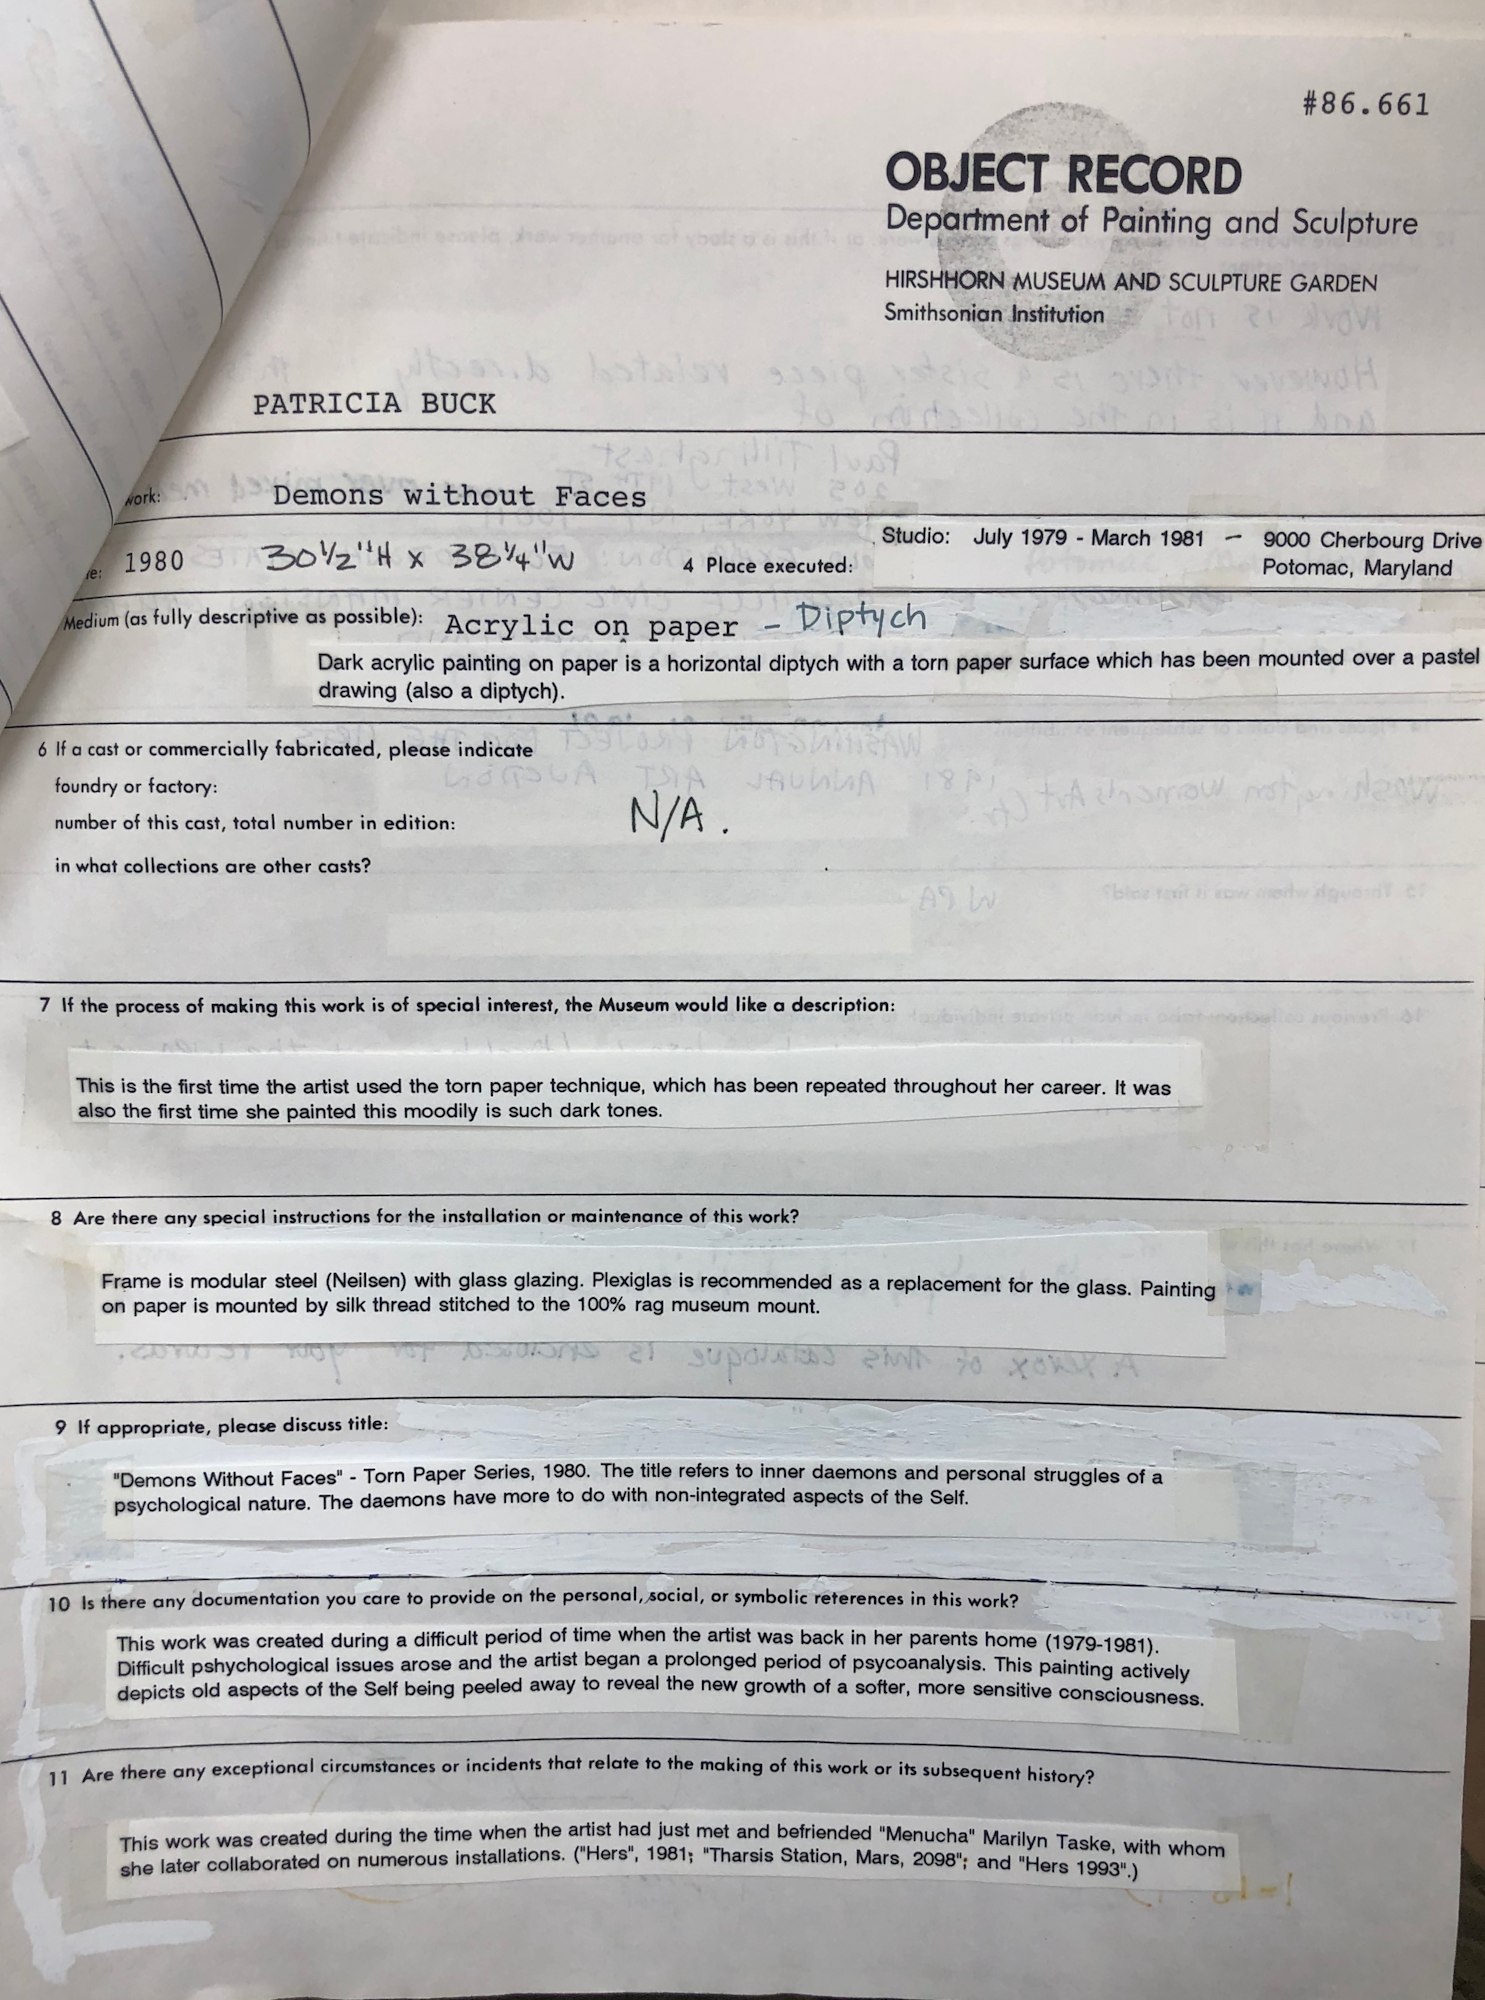 #86.661
OBJECT RECORD
Department of Painting and Sculpture
HIRSHHORN MUSEUM AND SCULPTURE GARDEN
Smithsonian Institution
PATRICIA BUCK
work: Demons without Faces
1980 30 1/2"H x 38 1/4"W 4 Place executed: Studio: July 1979 - March 1981 - 9000 Cherbourg Drive
Potomac, Maryland
Medium (as fully descriptive as possible): Acrylic on paper - Diptych
Dark acrylic painting on paper is a horizontal diptych with a torn paper surface which has been mounted over a pastel
drawing (also a diptych).
6 If a cast or commercially fabricated, please indicate
foundry or factory:
number of this cast, total number in edition: N/A.
in what collections are other casts?
7 If the process of making this work is of special interest, the Museum would like a description:
This is the first time the artist used the torn paper technique, which has been repeated throughout her career. It was
also the first time she painted this moodily is such dark tones.
8 Are there any special instructions for the installation or maintenance of this work?
Frame is modular steel (Neilsen) with glass glazing. Plexiglas is recommended as a replacement for the glass. Painting
on paper is mounted by silk thread stitched to the 100% rag museum mount.
9 If appropriate, please discuss title:
"Demons Without Faces" - Torn Paper Series, 1980. The title refers to inner daemons and personal struggles of a
psychological nature. The daemons have more to do with non-integrated aspects of the Self.
10 Is there any documentation you care to provide on the personal, social, or symbolic references in this work?
This work was created during a difficult period of time when the artist was back in her parents home (1979-1981).
Difficult pshychological issues arose and the artist began a prolonged period of psycoanalysis. This painting actively
depicts old aspects of the Self being peeled away to reveal the new growth of a softer, more sensitive consciousness.
11 Are there any exceptional circumstances or incidents that relate to the making of this work or its subsequent history?
This work was created during the time when the artist had just met and befriended "Menucha" Marilyn Taske, with whom
she later collaborated on numerous installations. ("Hers", 1981; "Tharsis Station, Mars, 2098"; and "Hers 1993".)